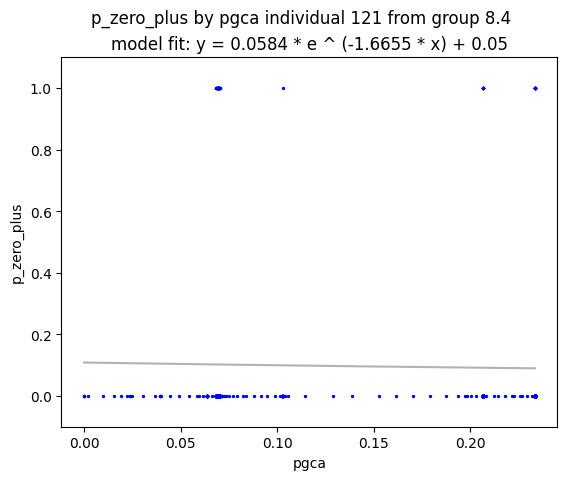 p_zero_plus by pgca individual 121 from group 8.4
model fit: y = 0.0584 * e ^ (-1.6655 * x) + 0.05
1.0
0.8
0.6
0.4
0.2
0.0
p_zero_plus
0.00 0.05 0.10 0.15 0.20
pgca